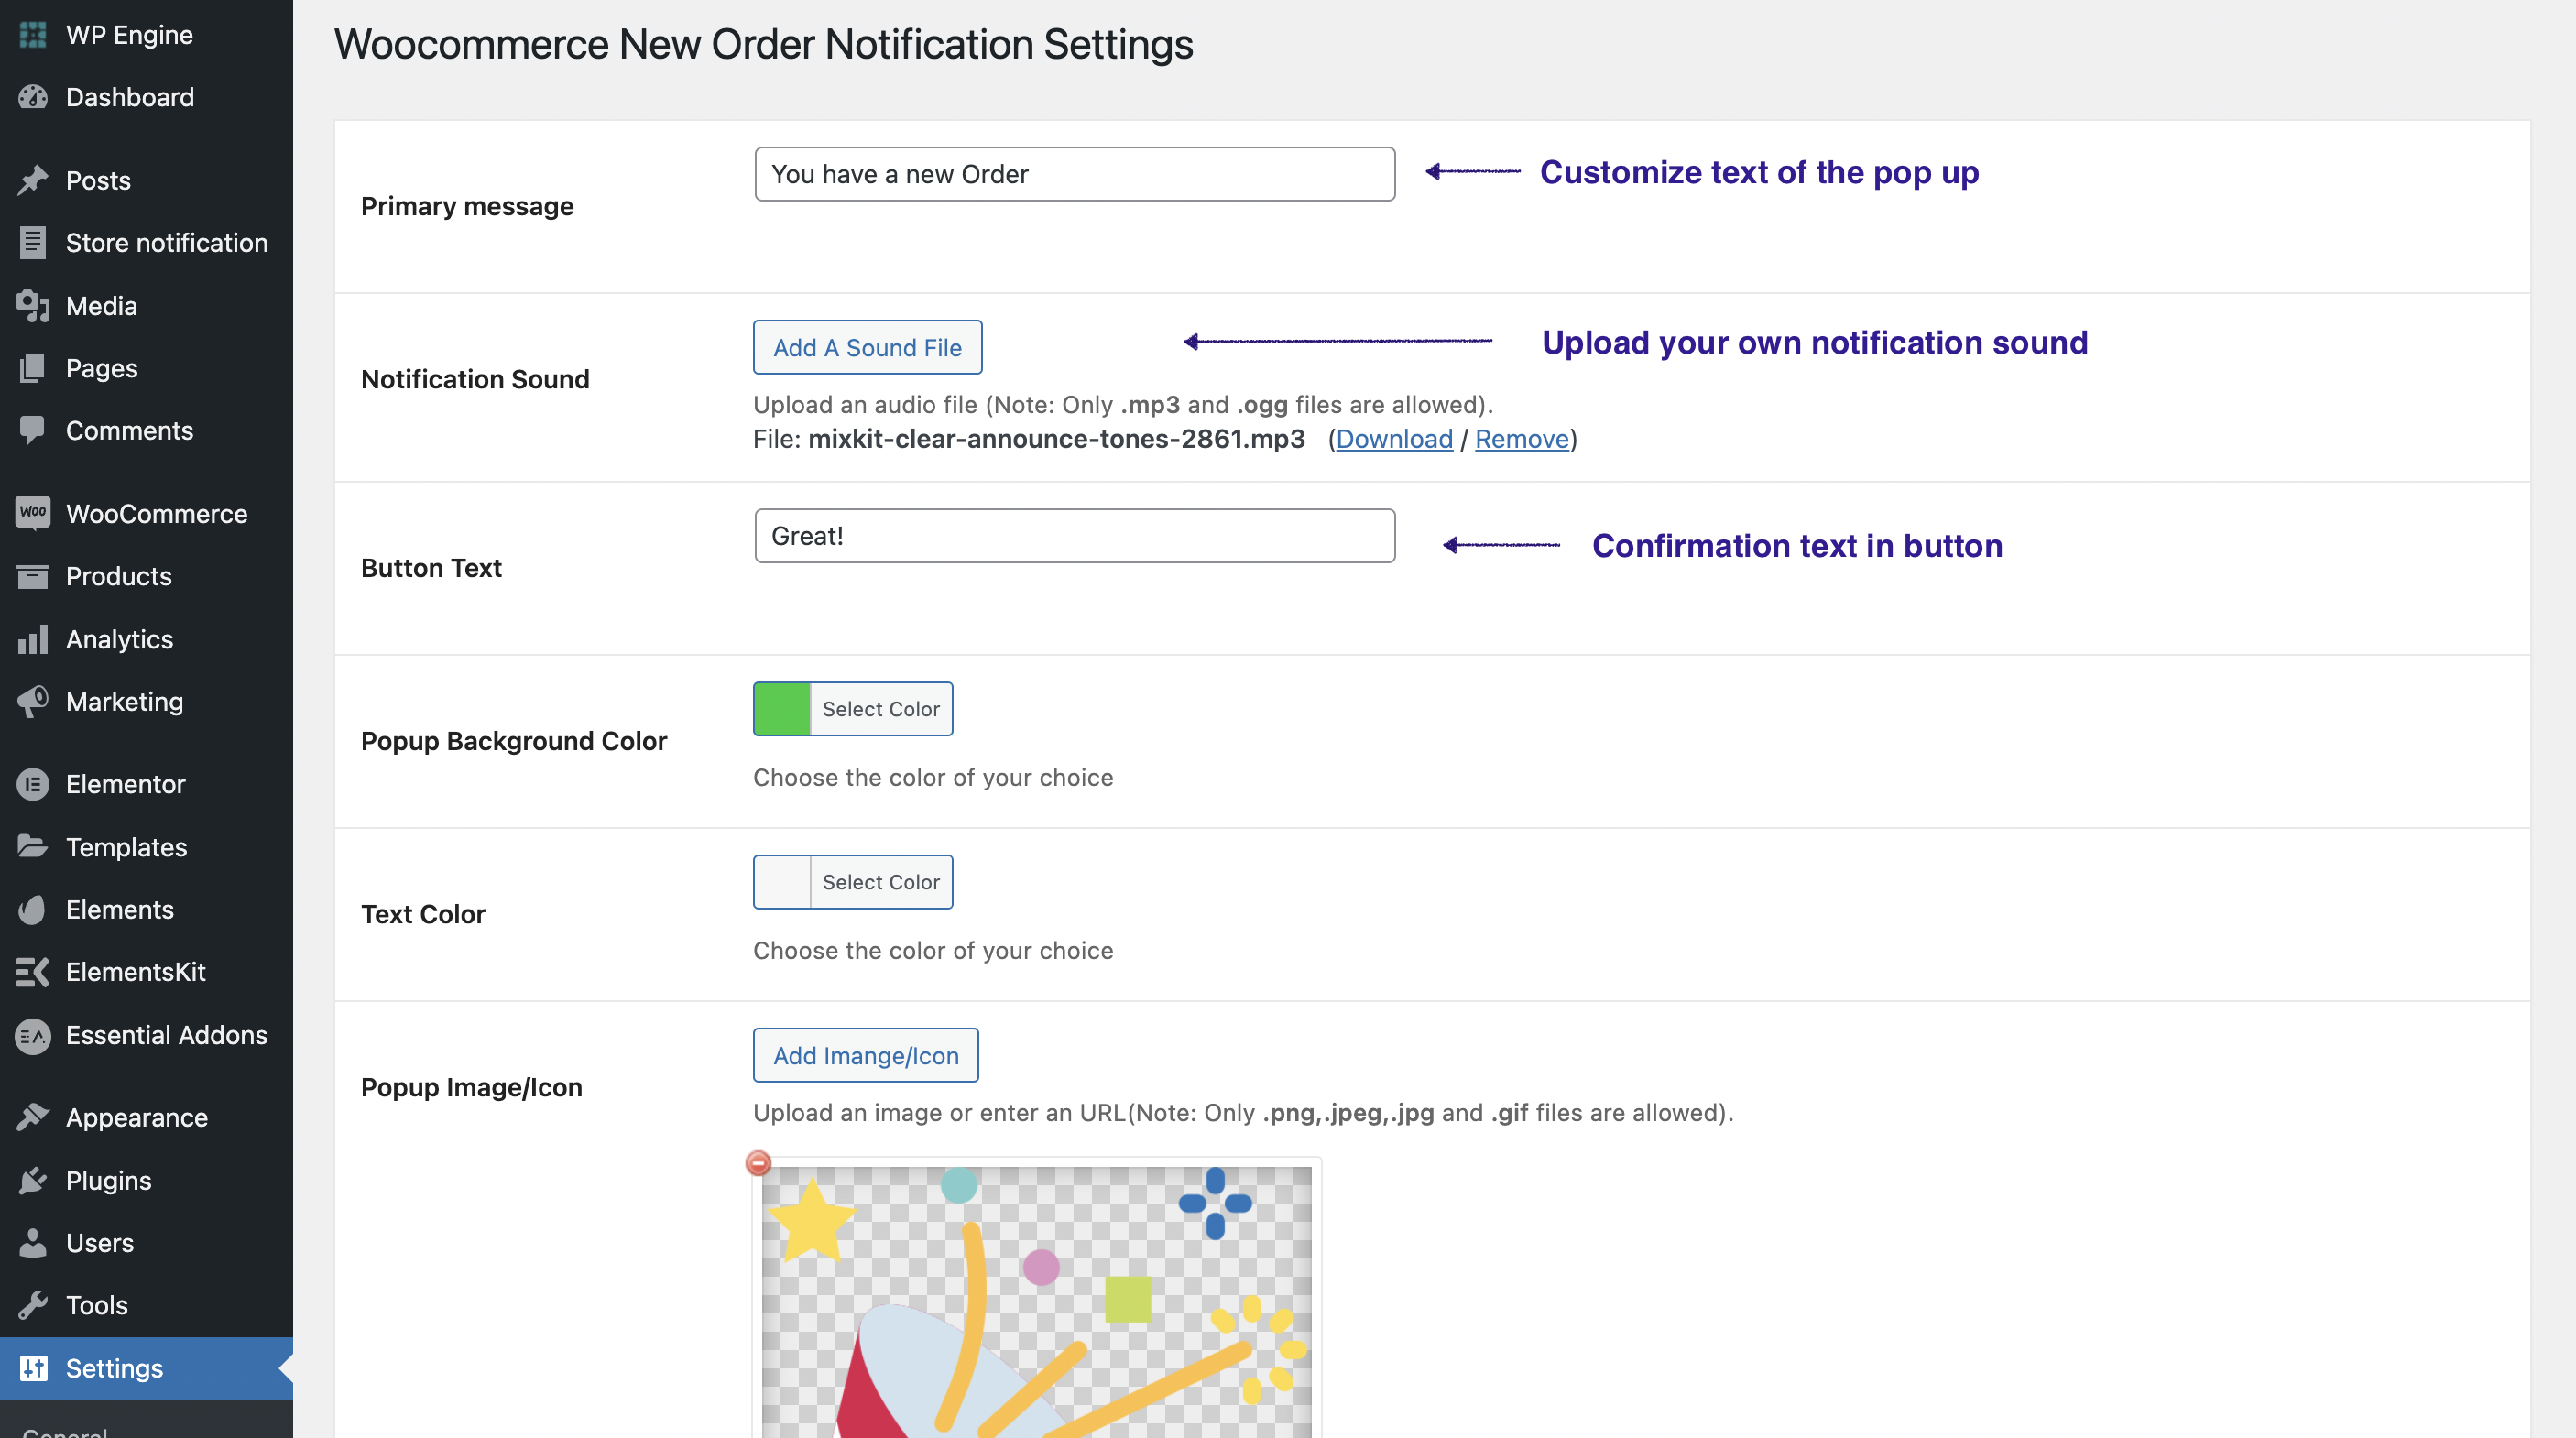 WP Engine
Dashboard
Posts
Store notification
Media
Pages
Comments
WOO
WooCommerce
Products
Analytics
Marketing
Elementor
Templates
Elements
ElementsKit
Essential Addons
Appearance
Plugins
Users
Tools
Settings
General
Woocommerce New Order Notification Settings
Primary message
You have a new Order
Customize text of the pop up
Notification Sound
Add A Sound File
Upload your own notification sound
Upload an audio file (Note: Only .mp3 and .ogg files are allowed).
File: mixkit-clear-announce-tones-2861.mp3 (Download / Remove)
Button Text
Great!
Confirmation text in button
Popup Background Color
Select Color
Choose the color of your choice
Text Color
Select Color
Choose the color of your choice
Popup Image/Icon
Add Imange/Icon
Upload an image or enter an URL(Note: Only .png,.jpeg,.jpg and .gif files are allowed).